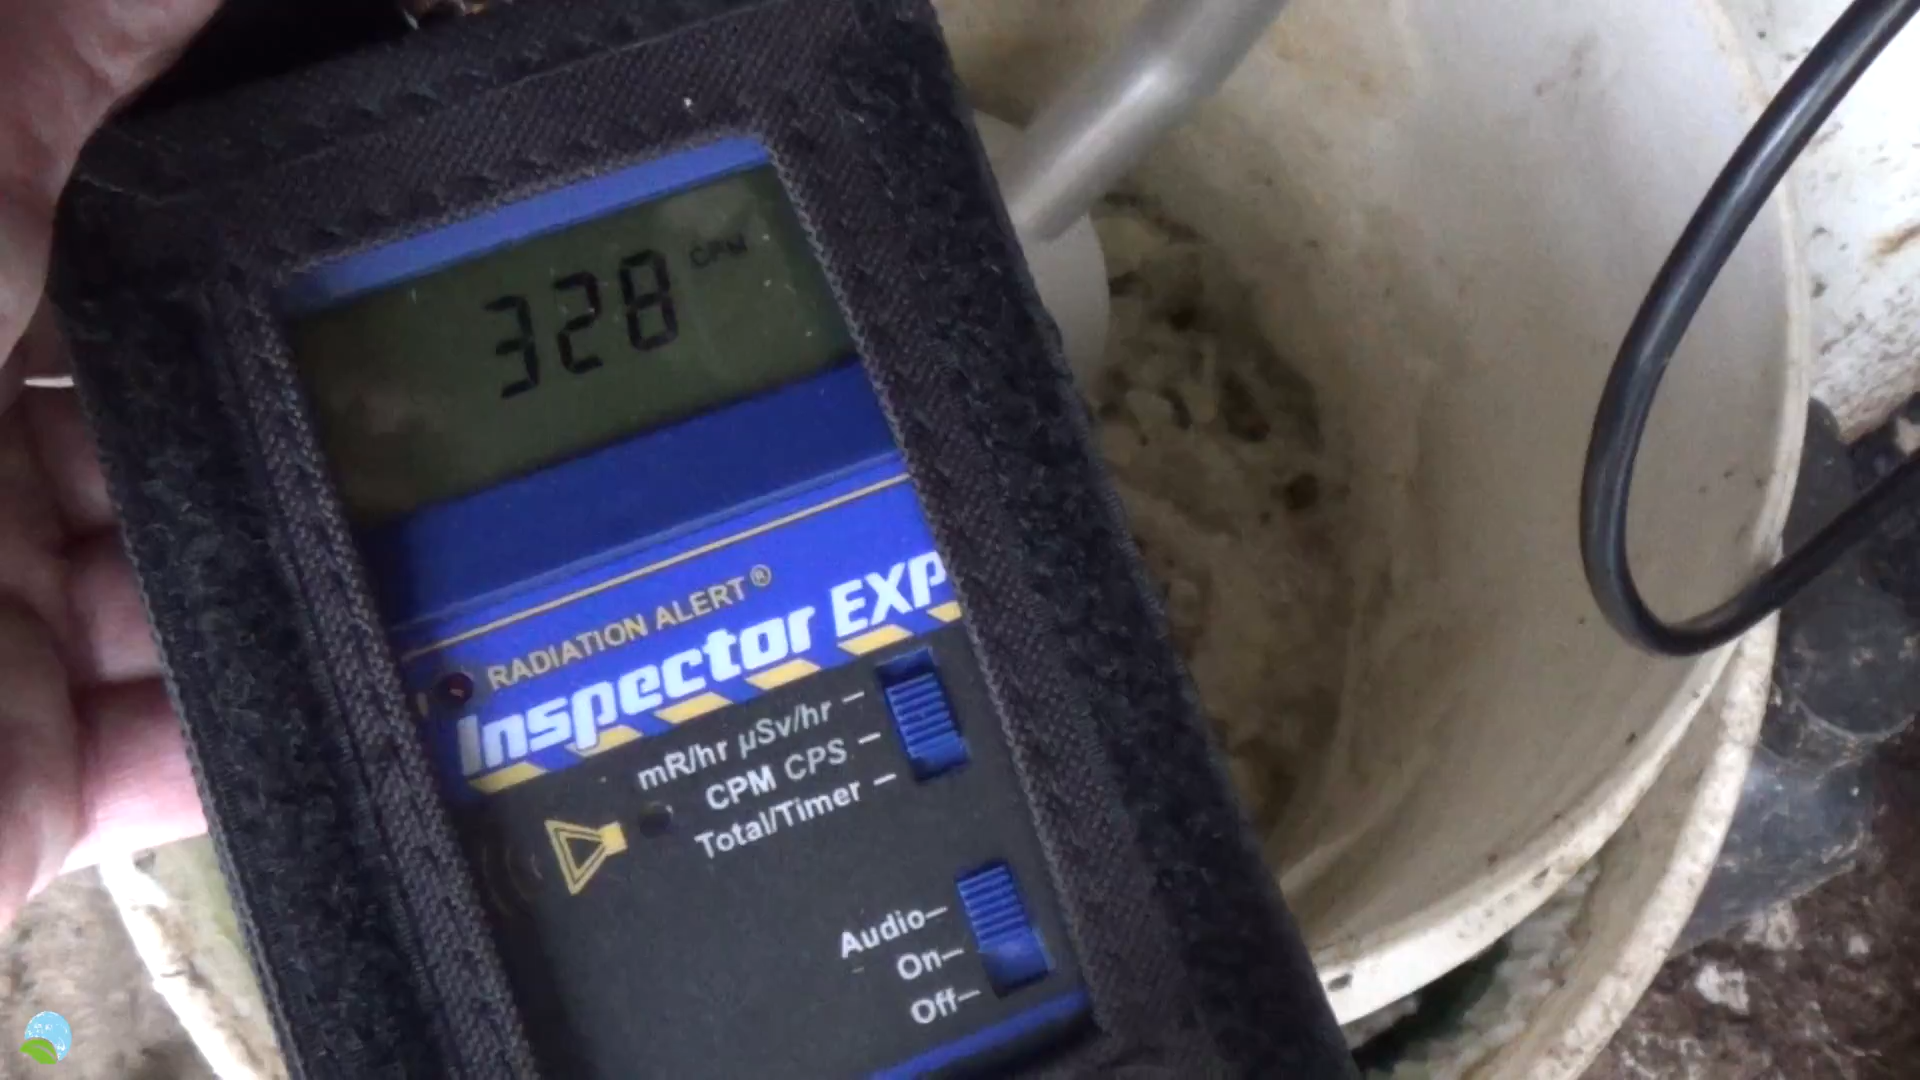 328 CPM
RADIATION ALERT®
Inspector EXP
mR/hr µSv/hr
CPM CPS
Total/Timer
Audio
On
Off